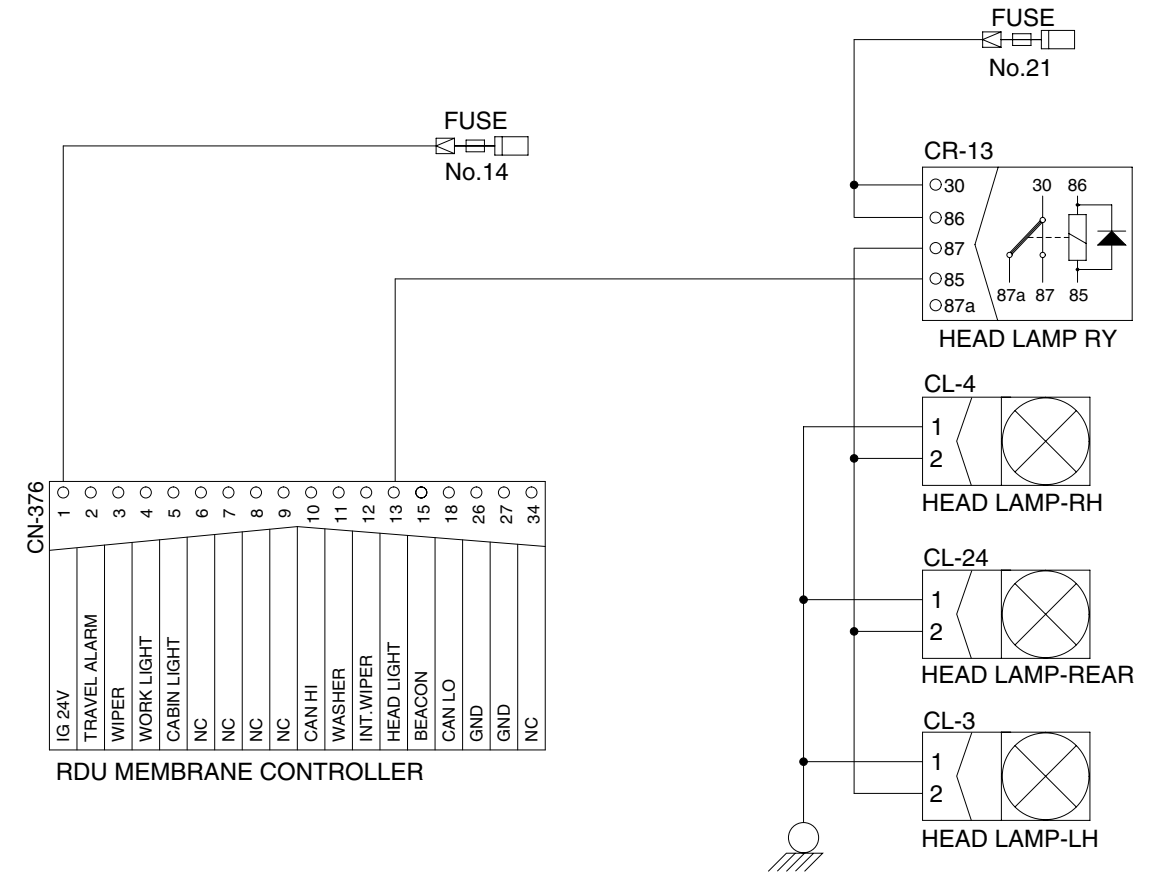 FUSE
No.21
FUSE
No.14
CR-13
30
86
87
85
87a
30 86
87a 87 85
HEAD LAMP RY
CL-4
1
2
HEAD LAMP-RH
CL-24
1
2
HEAD LAMP-REAR
CL-3
1
2
HEAD LAMP-LH
CN-376
1 2 3 4 5 6 7 8 9 10 11 12 13 15 18 26 27 34
IG 24V
TRAVEL ALARM
WIPER
WORK LIGHT
CABIN LIGHT
NC
NC
NC
NC
CAN HI
WASHER
INT.WIPER
HEAD LIGHT
BEACON
CAN LO
GND
GND
NC
RDU MEMBRANE CONTROLLER